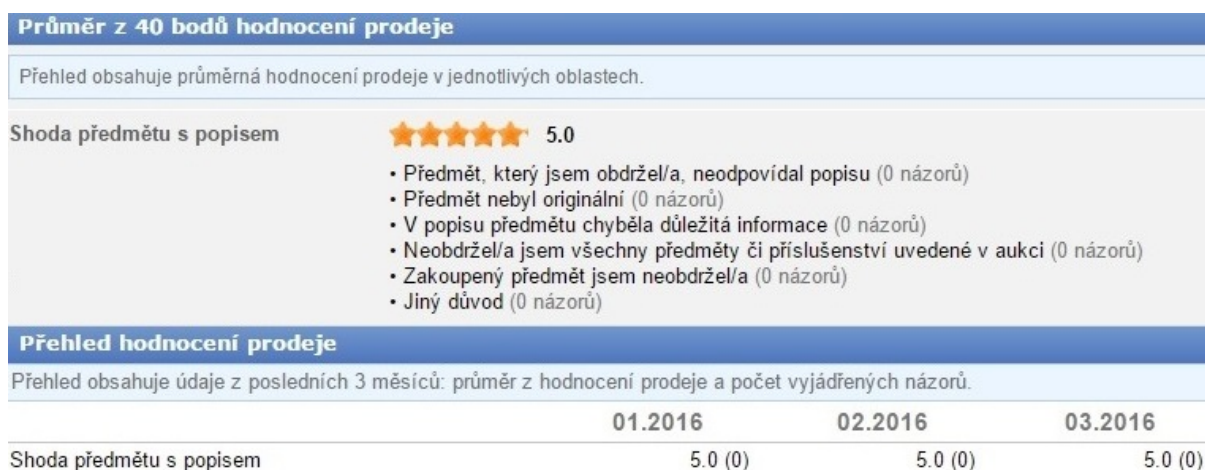 Průměr z 40 bodů hodnocení prodeje
Přehled obsahuje průměrná hodnocení prodeje v jednotlivých oblastech.
Shoda předmětu s popisem 5.0
• Předmět, který jsem obdržel/a, neodpovídal popisu (0 názorů)
• Předmět nebyl originální (0 názorů)
• V popisu předmětu chyběla důležitá informace (0 názorů)
• Neobdržel/a jsem všechny předměty či příslušenství uvedené v aukci (0 názorů)
• Zakoupený předmět jsem neobdržel/a (0 názorů)
• Jiný důvod (0 názorů)
Přehled hodnocení prodeje
Přehled obsahuje údaje z posledních 3 měsíců: průměr z hodnocení prodeje a počet vyjádřených názorů.
01.2016 02.2016 03.2016
Shoda předmětu s popisem 5.0 (0) 5.0 (0) 5.0 (0)